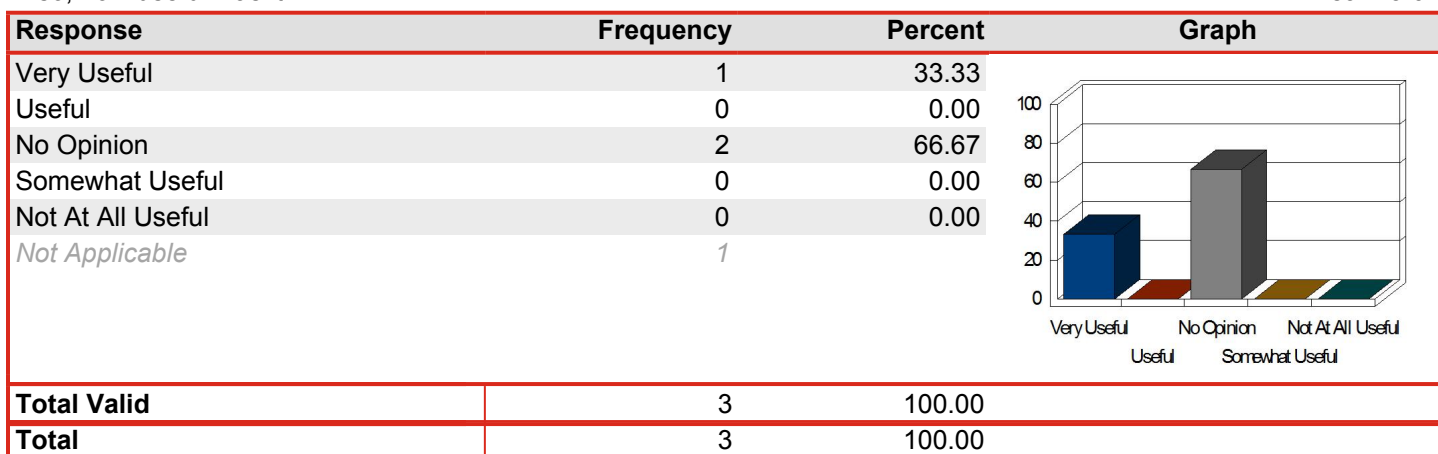 Response Frequency Percent Graph
Very Useful 1 33.33
Useful 0 0.00
No Opinion 2 66.67
Somewhat Useful 0 0.00
Not At All Useful 0 0.00
Not Applicable 1
100
80
60
40
20
0
Very Useful No Opinion Not At All Useful
Useful Somewhat Useful
Total Valid 3 100.00
Total 3 100.00